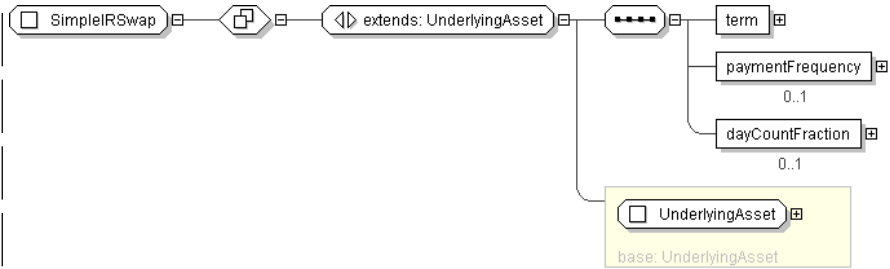 SimpleIRSwap
extends: UnderlyingAsset
term
paymentFrequency
0..1
dayCountFraction
0..1
UnderlyingAsset
base: UnderlyingAsset